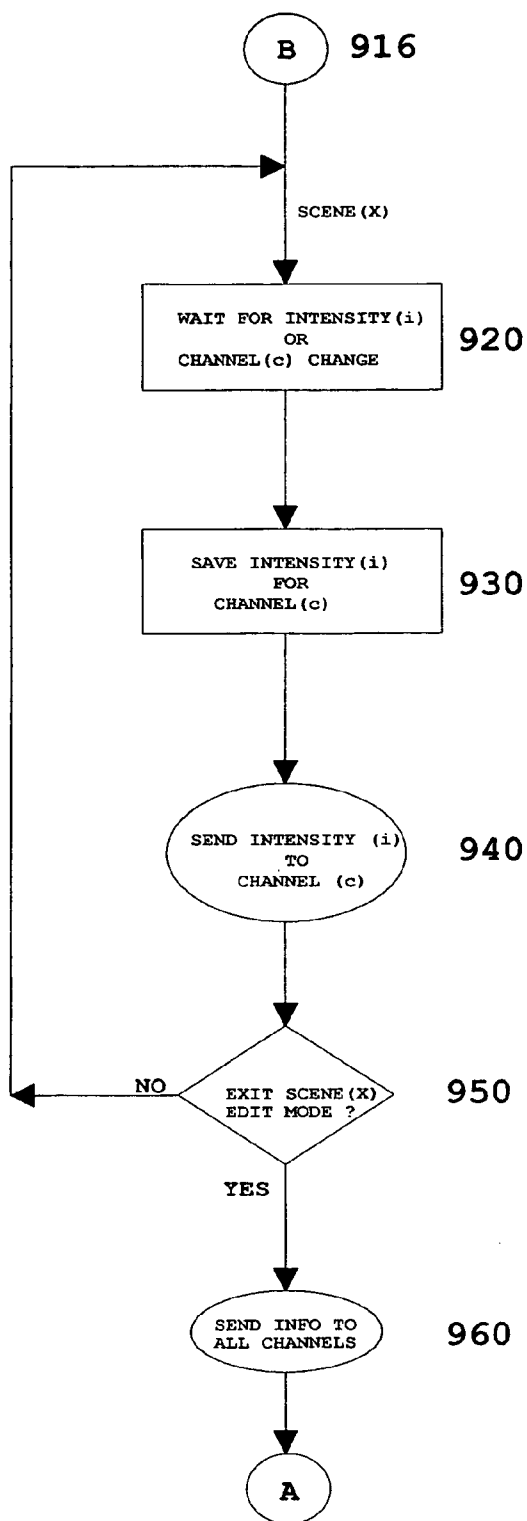 B 916
SCENE(X)
WAIT FOR INTENSITY(i)
OR
CHANNEL(c) CHANGE
920
SAVE INTENSITY(i)
FOR
CHANNEL(c)
930
SEND INTENSITY (i)
TO
CHANNEL (c)
940
NO
EXIT SCENE(X)
EDIT MODE ?
950
YES
SEND INFO TO
ALL CHANNELS
960
A